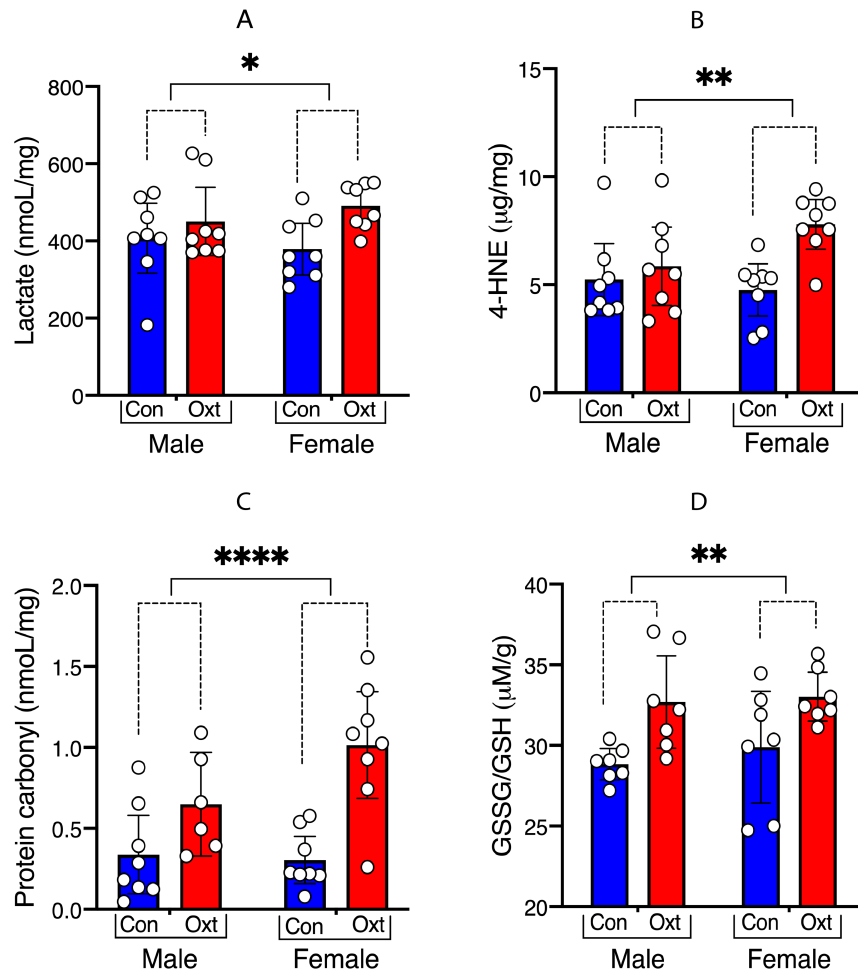 A
*
Lactate (nmoL/mg)
800
600
400
200
0
Con Oxt Con Oxt
Male Female
B
**
4-HNE (µg/mg)
15
10
5
0
Con Oxt Con Oxt
Male Female
C
****
Protein carbonyl (nmoL/mg)
2.0
1.5
1.0
0.5
0.0
Con Oxt Con Oxt
Male Female
D
**
GSSG/GSH (µM/g)
40
35
30
25
20
Con Oxt Con Oxt
Male Female